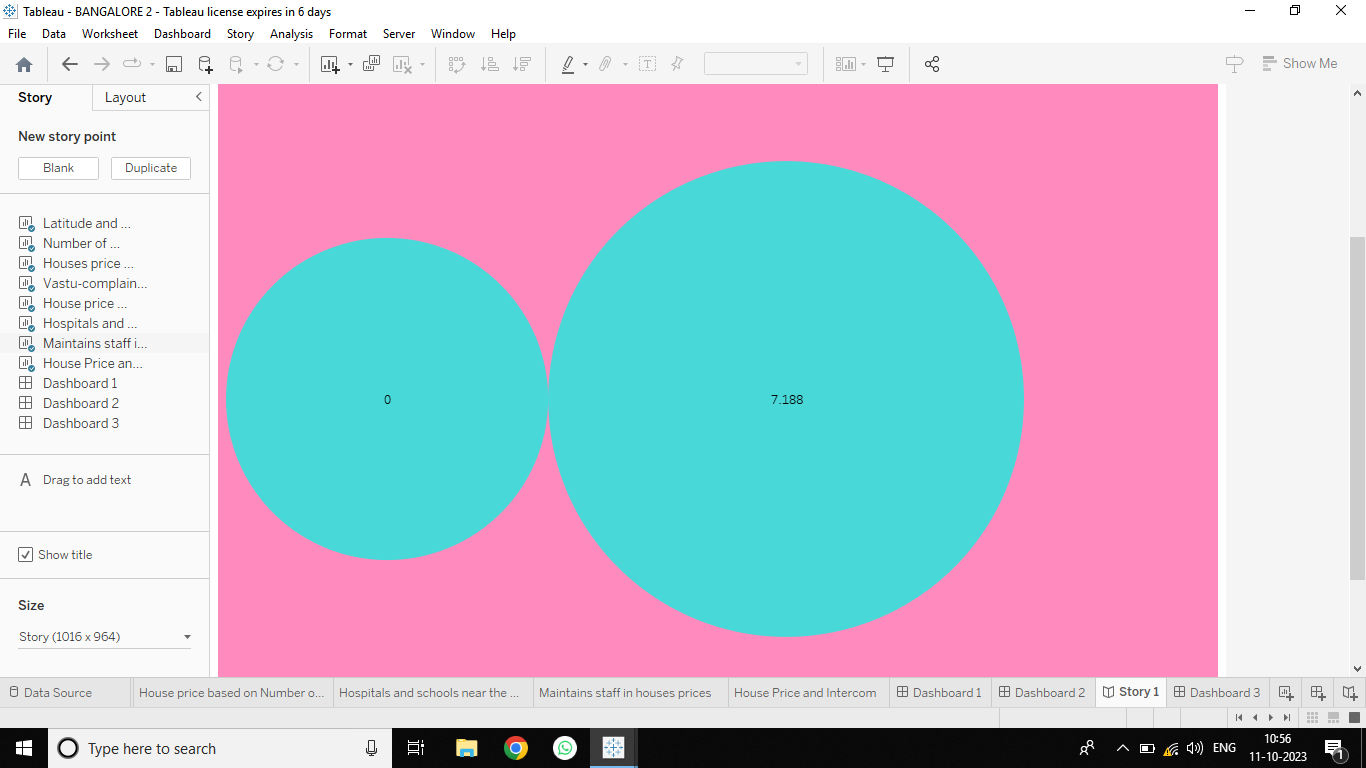 Tableau - BANGALORE 2 - Tableau license expires in 6 days
File Data Worksheet Dashboard Story Analysis Format Server Window Help
Show Me
Story Layout
New story point
Blank Duplicate
Latitude and ...
Number of ...
Houses price ...
Vastu-complain...
House price ...
Hospitals and ...
Maintains staff i...
House Price an...
Dashboard 1
Dashboard 2
Dashboard 3
A Drag to add text
Show title
Size
Story (1016 x 964)
0
7.188
Data Source House price based on Number o... Hospitals and schools near the ... Maintains staff in houses prices House Price and Intercom Dashboard 1 Dashboard 2 Story 1 Dashboard 3
Type here to search
ENG
10:56
11-10-2023
1